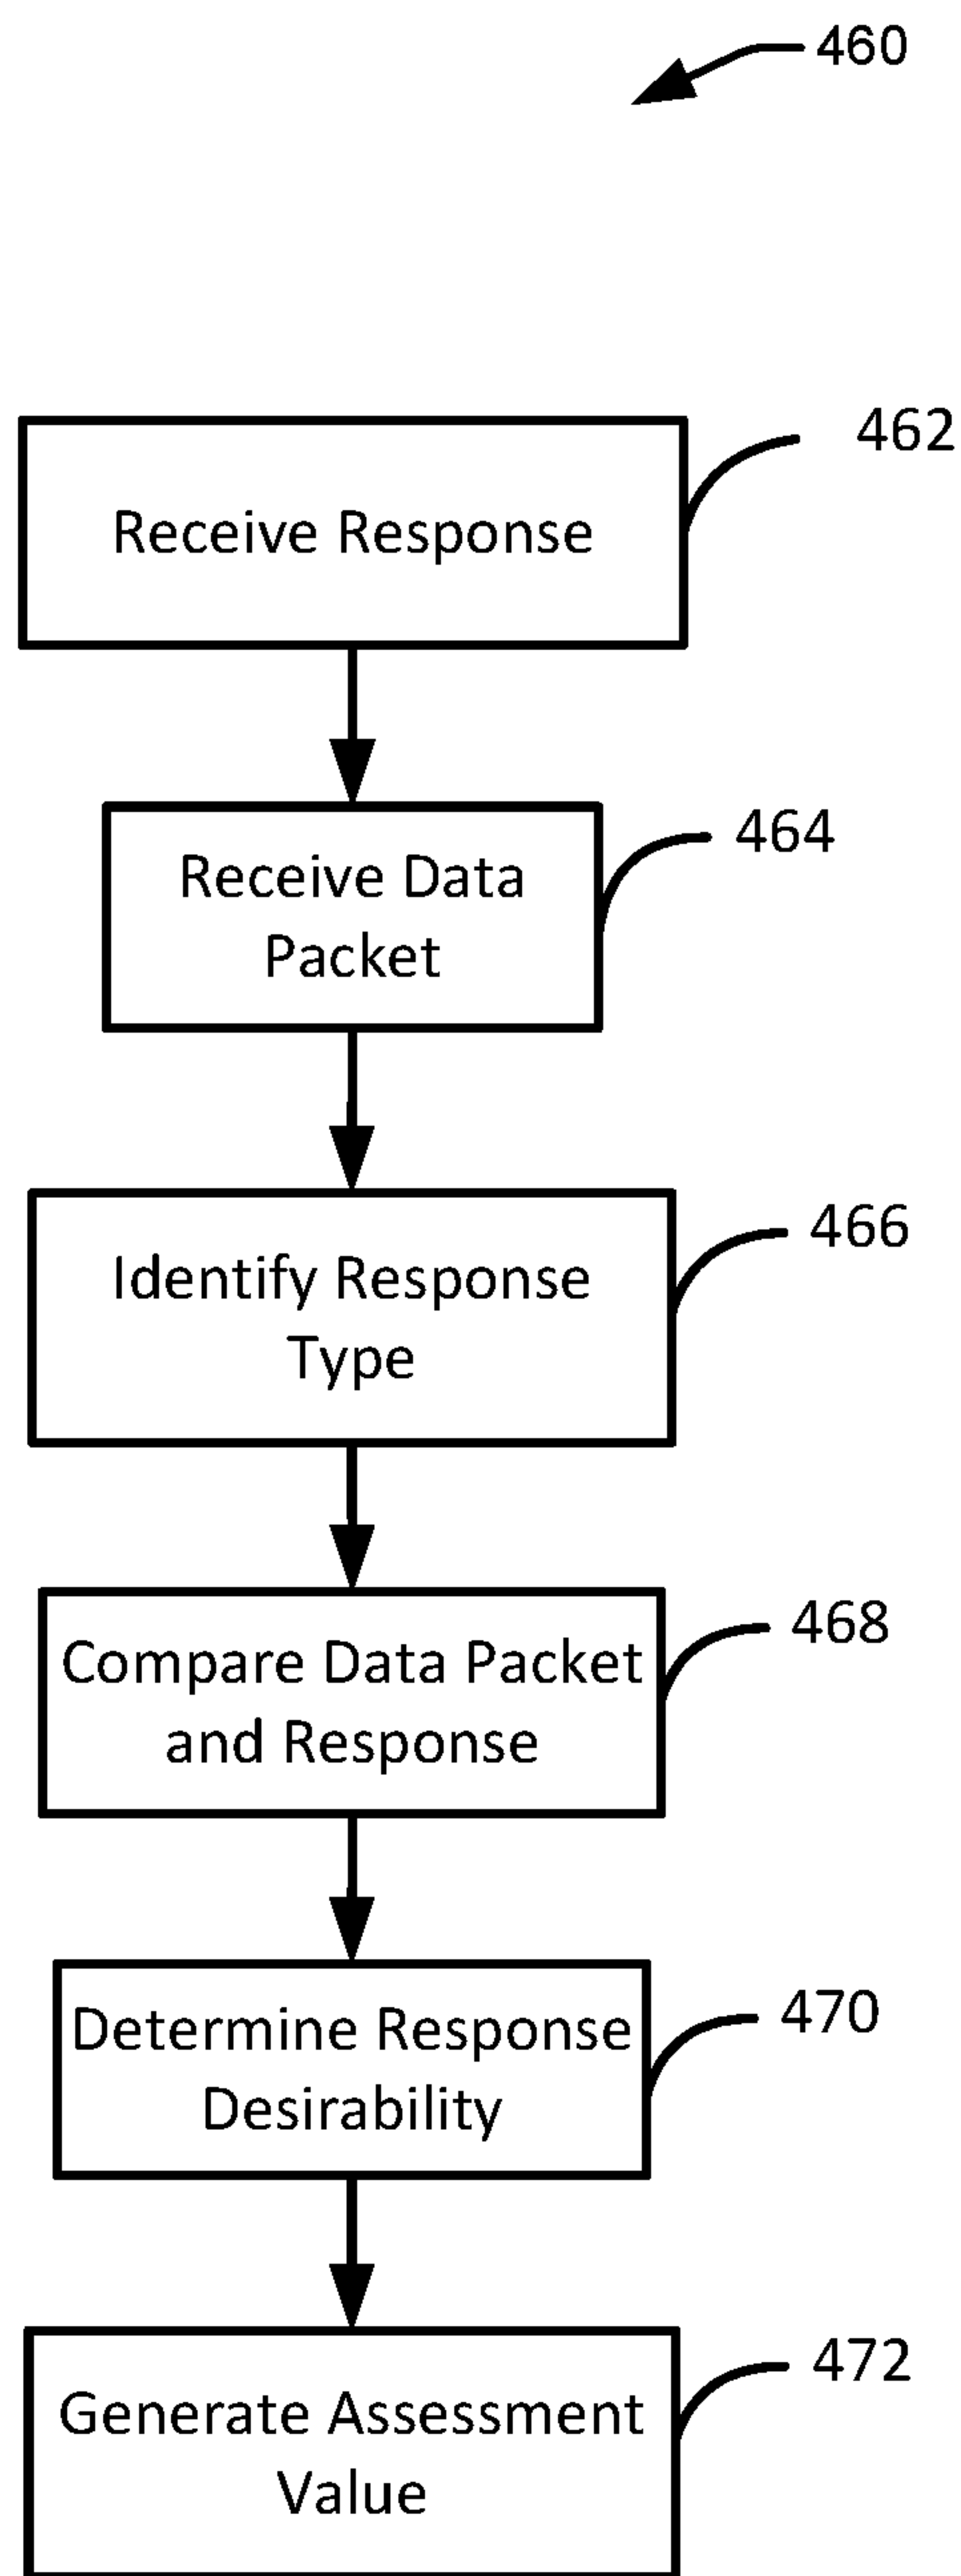 460
462
Receive Response
464
Receive Data
Packet
466
Identify Response
Type
468
Compare Data Packet
and Response
470
Determine Response
Desirability
472
Generate Assessment
Value